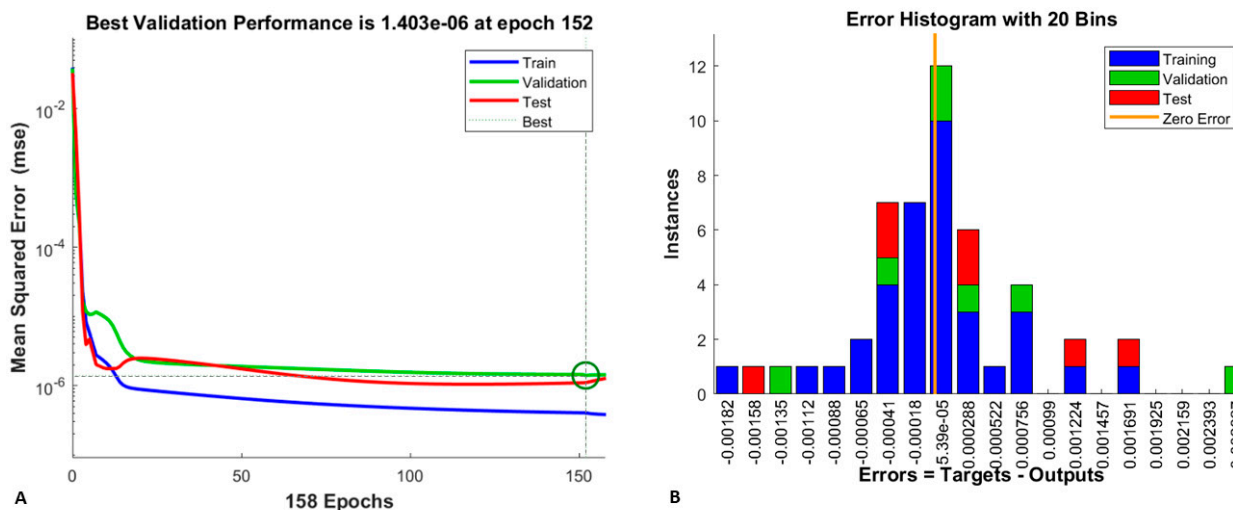 Best Validation Performance is 1.403e-06 at epoch 152
Mean Squared Error (mse)
10-2
10-4
10-6
Train
Validation
Test
Best
0
50
100
150
158 Epochs
A
Error Histogram with 20 Bins
Instances
12
10
8
6
4
2
0
Training
Validation
Test
Zero Error
-0.00182
-0.00158
-0.00135
-0.00112
-0.00088
-0.00065
-0.00041
-0.00018
5.39e-05
0.000288
0.000522
0.000756
0.00099
0.001224
0.001457
0.001691
0.001925
0.002159
0.002393
Errors = Targets - Outputs
B